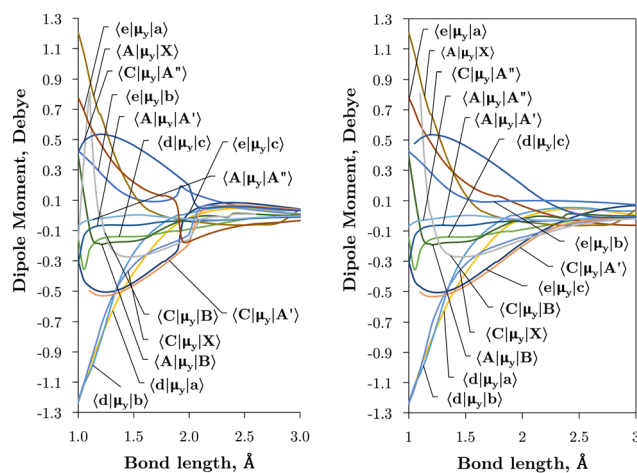 1.3
1.1
0.9
0.7
0.5
0.3
0.1
-0.1
-0.3
-0.5
-0.7
-0.9
-1.1
-1.3
Dipole Moment, Debye
⟨e|μy|a⟩
⟨A|μy|X⟩
⟨C|μy|A"⟩
⟨e|μy|b⟩
⟨A|μy|A'⟩
⟨d|μy|c⟩
⟨e|μy|c⟩
⟨A|μy|A"⟩
⟨C|μy|B⟩
⟨C|μy|A'⟩
⟨C|μy|X⟩
⟨A|μy|B⟩
⟨d|μy|a⟩
⟨d|μy|b⟩
1.0 1.5 2.0 2.5 3.0
Bond length, Å
1.3
1.1
0.9
0.7
0.5
0.3
0.1
-0.1
-0.3
-0.5
-0.7
-0.9
-1.1
-1.3
Dipole Moment, Debye
⟨e|μy|a⟩
⟨A|μy|X⟩
⟨C|μy|A"⟩
⟨A|μy|A"⟩
⟨A|μy|A'⟩
⟨d|μy|c⟩
⟨e|μy|b⟩
⟨C|μy|A'⟩
⟨e|μy|c⟩
⟨C|μy|B⟩
⟨C|μy|X⟩
⟨A|μy|B⟩
⟨d|μy|a⟩
⟨d|μy|b⟩
1 1.5 2 2.5 3
Bond length, Å